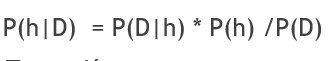 P(h|D) = P(D|h) * P(h) /P(D)